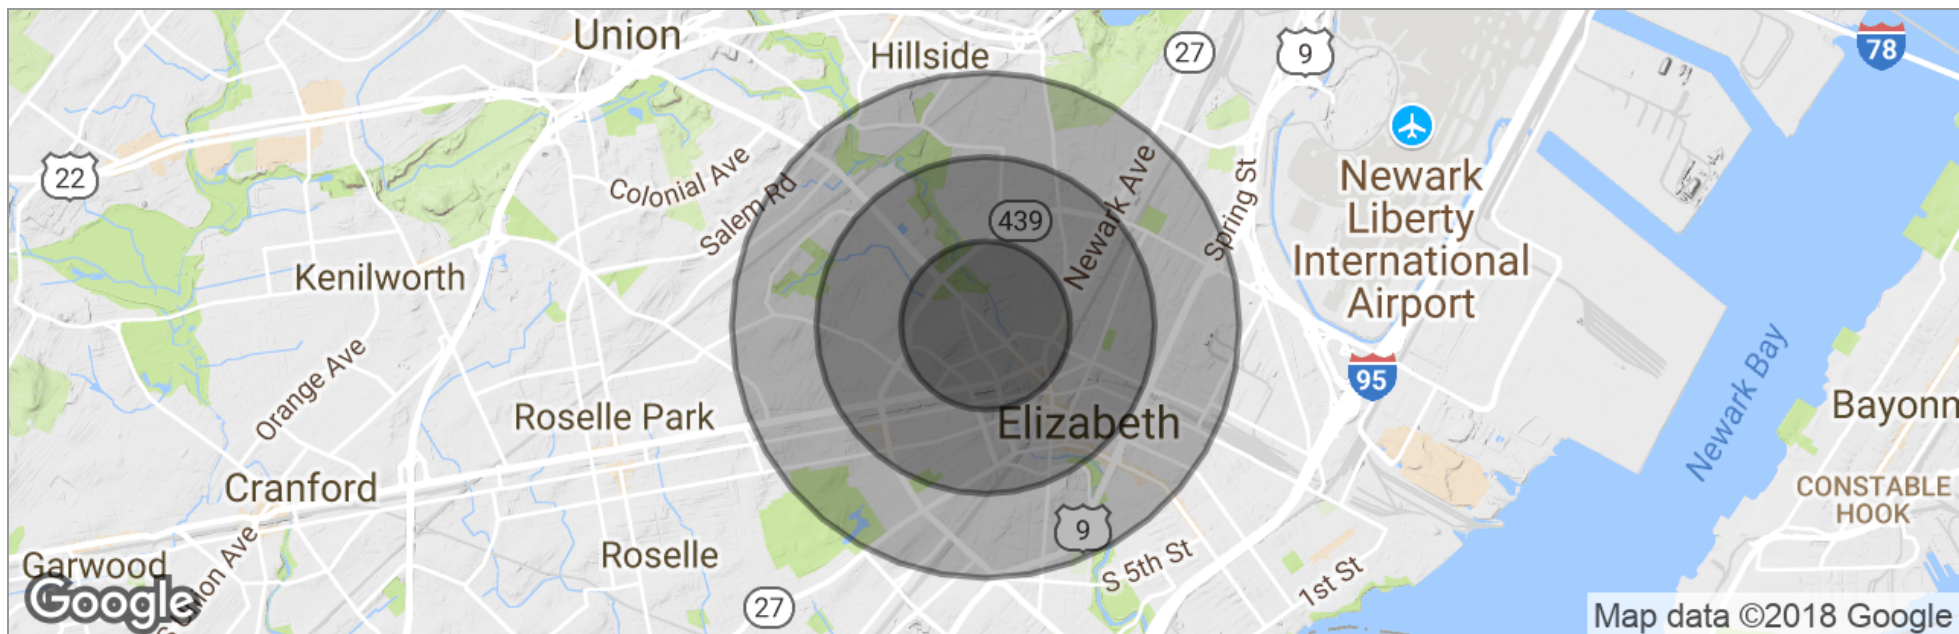 Union
Hillside
27
9
78
22
Colonial Ave
Salem Rd
439
Newark Ave
Spring St
Newark
Liberty
International
Airport
Kenilworth
Orange Ave
95
Newark Bay
Roselle Park
Elizabeth
Bayonn
Cranford
CONSTABLE
HOOK
9
Garwood
S Union Ave
Roselle
S 5th St
1st St
27
Google
Map data ©2018 Google